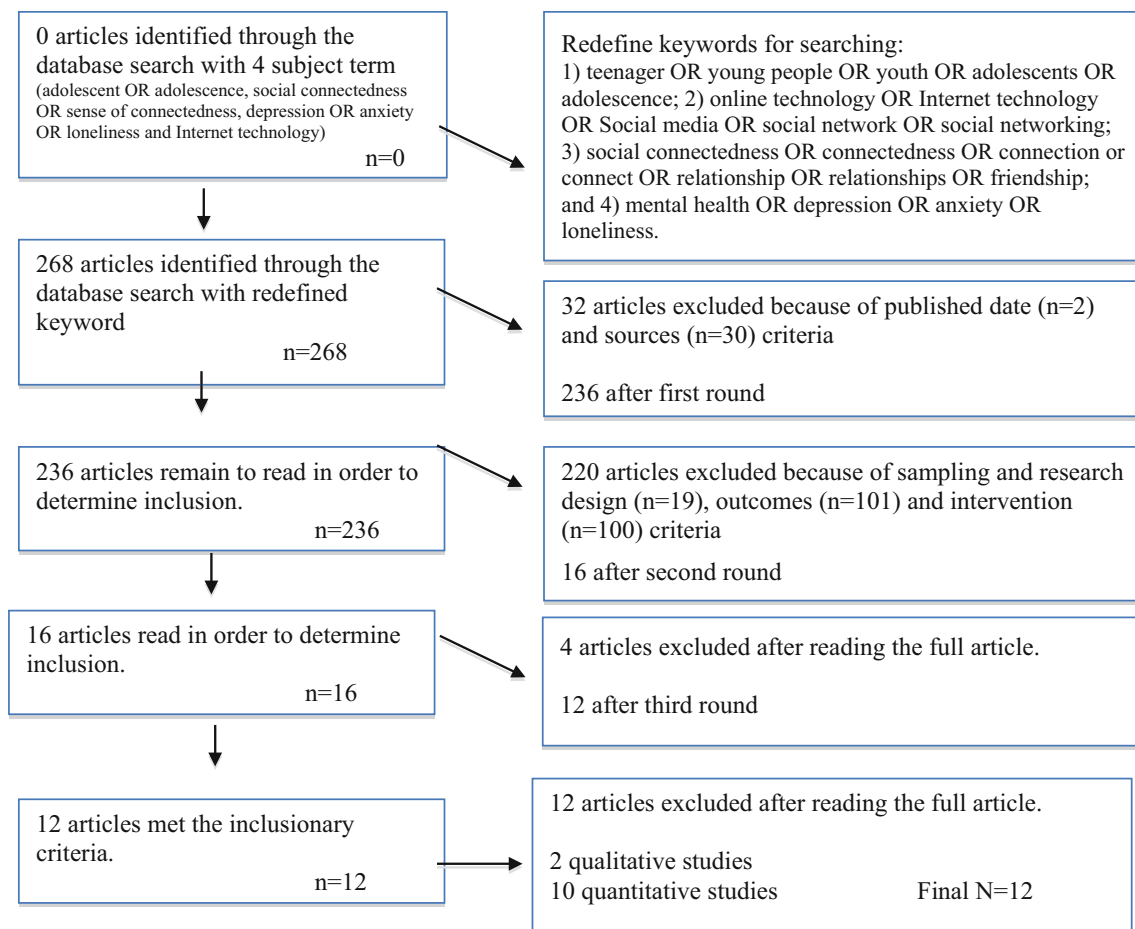 0 articles identified through the
database search with 4 subject term
(adolescent OR adolescence, social connectedness
OR sense of connectedness, depression OR anxiety
OR loneliness and Internet technology)
n=0
Redefine keywords for searching:
1) teenager OR young people OR youth OR adolescents OR
adolescence; 2) online technology OR Internet technology
OR Social media OR social network OR social networking;
3) social connectedness OR connectedness OR connection or
connect OR relationship OR relationships OR friendship;
and 4) mental health OR depression OR anxiety OR
loneliness.
268 articles identified through the
database search with redefined
keyword
n=268
32 articles excluded because of published date (n=2)
and sources (n=30) criteria
236 after first round
236 articles remain to read in order to
determine inclusion.
n=236
220 articles excluded because of sampling and research
design (n=19), outcomes (n=101) and intervention
(n=100) criteria
16 after second round
16 articles read in order to determine
inclusion.
n=16
4 articles excluded after reading the full article.
12 after third round
12 articles met the inclusionary
criteria.
n=12
12 articles excluded after reading the full article.
2 qualitative studies
10 quantitative studies Final N=12